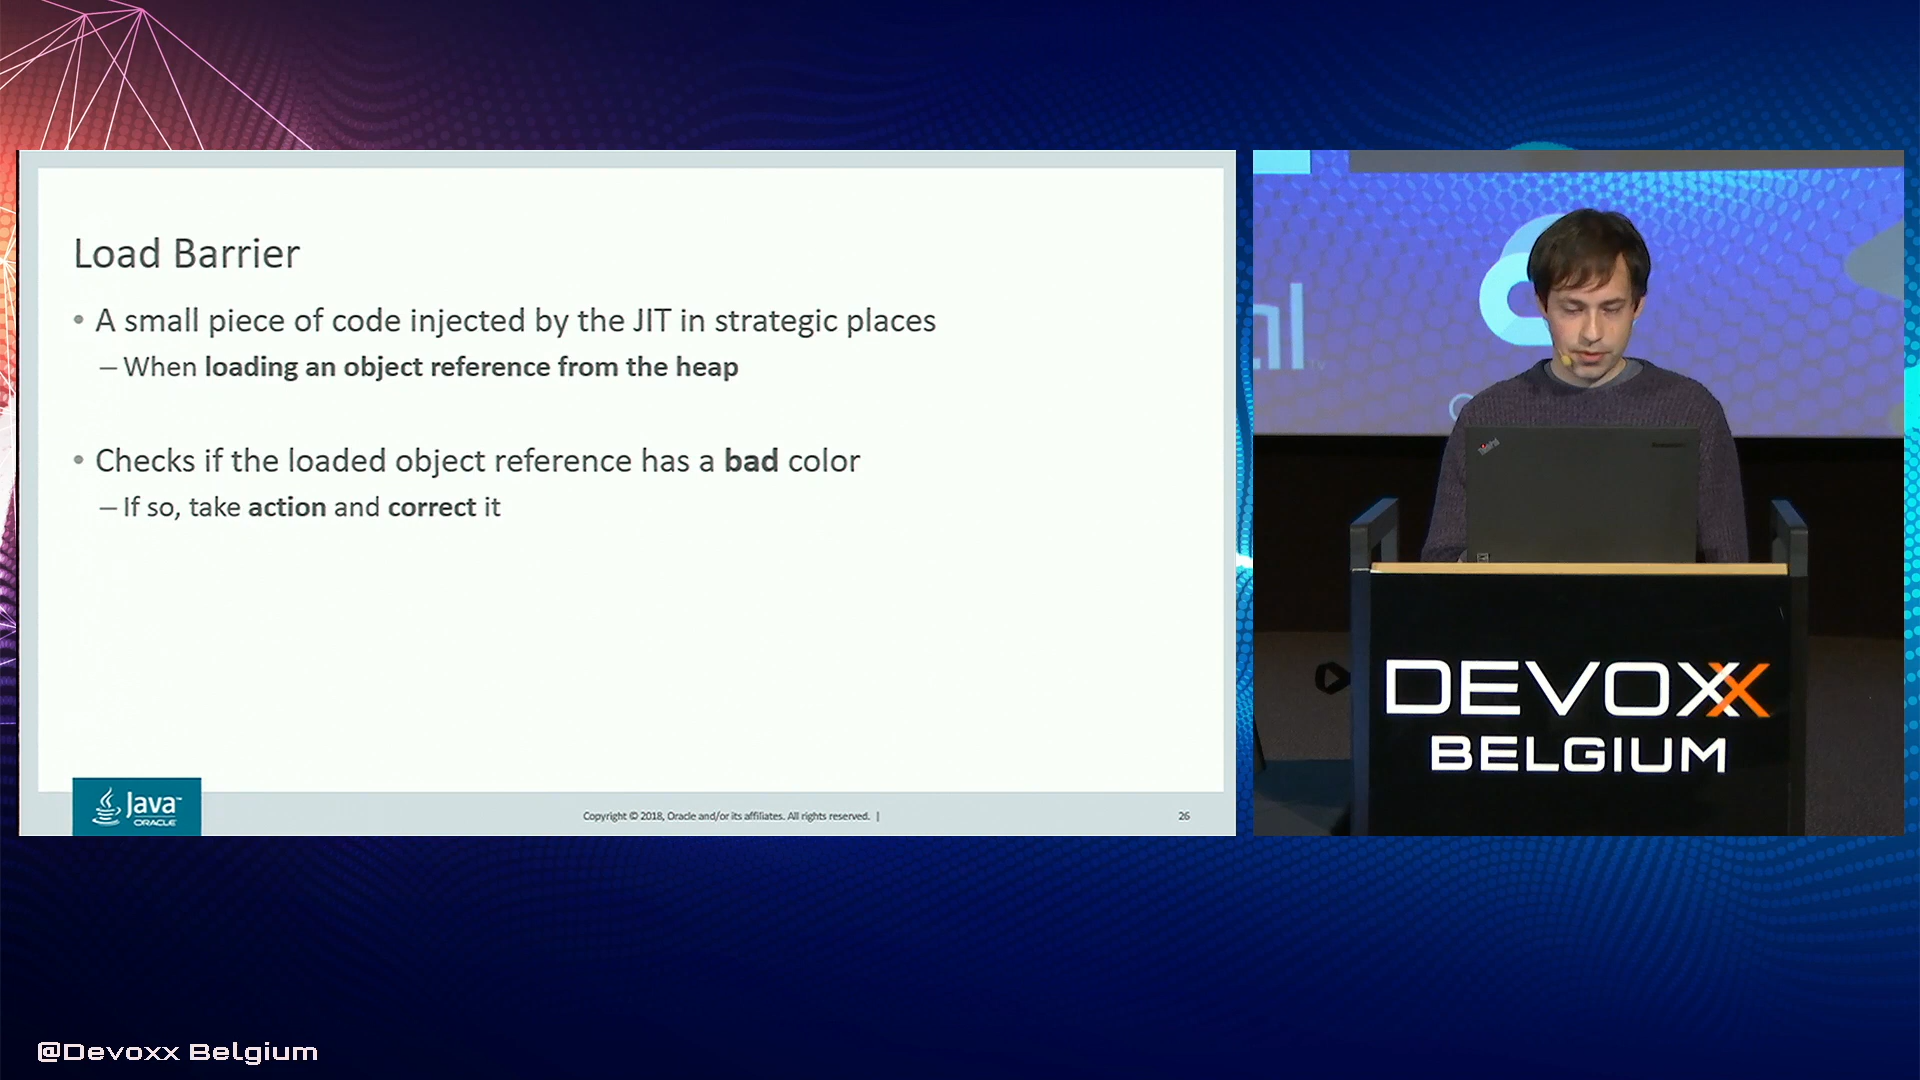 Load Barrier
• A small piece of code injected by the JIT in strategic places
– When loading an object reference from the heap
• Checks if the loaded object reference has a bad color
– If so, take action and correct it
Java™
ORACLE
Copyright © 2018, Oracle and/or its affiliates. All rights reserved. |
26
ThinkPad
DEVOXX
BELGIUM
@Devoxx Belgium